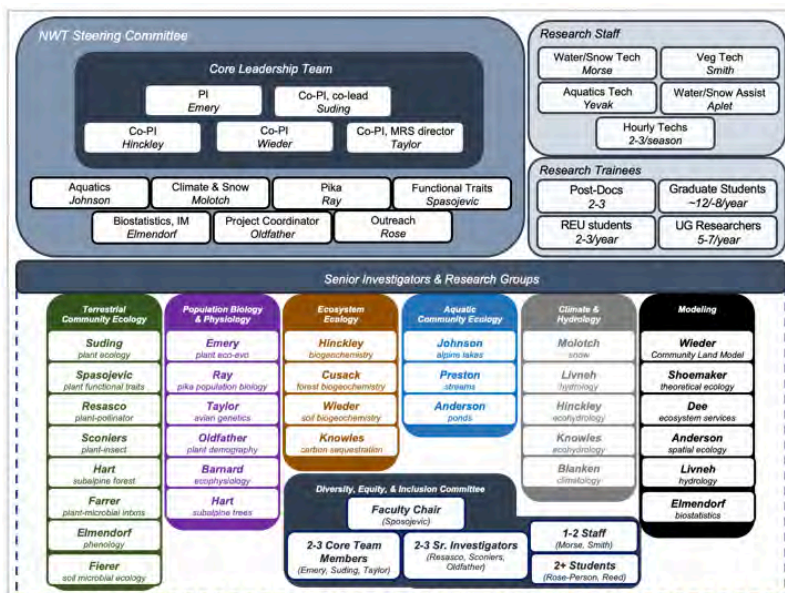 NWT Steering Committee
Core Leadership Team
PI
Emery
Co-PI, co-lead
Suding
Co-PI
Hinckley
Co-PI
Wieder
Co-PI, MRS director
Taylor
Aquatics
Johnson
Climate & Snow
Molotch
Pika
Ray
Functional Traits
Spasojevic
Biostatistics, IM
Elmendorf
Project Coordinator
Oldfather
Outreach
Rose
Research Staff
Water/Snow Tech
Morse
Veg Tech
Smith
Aquatics Tech
Yevak
Water/Snow Assist
Aplet
Hourly Techs
2-3/season
Research Trainees
Post-Docs
2-3
Graduate Students
~12/-8/year
REU students
2-3/year
UG Researchers
5-7/year
Senior Investigators & Research Groups
Terrestrial
Community Ecology
Suding
plant ecology
Spasojevic
plant functional traits
Resasco
plant-pollinator
Sconiers
plant-insect
Hart
subalpine forest
Farrer
plant-microbial intxns
Elmendorf
phenology
Fierer
soil microbial ecology
Population Biology
& Physiology
Emery
plant eco-evo
Ray
pika population biology
Taylor
avian genetics
Oldfather
plant demography
Barnard
ecophysiology
Hart
subalpine trees
Ecosystem
Ecology
Hinckley
biogeochemistry
Cusack
forest biogeochemistry
Wieder
soil biogeochemistry
Knowles
carbon sequestration
Aquatic
Community Ecology
Johnson
alpine lakes
Preston
streams
Anderson
ponds
Climate &
Hydrology
Molotch
snow
Livneh
hydrology
Hinckley
ecohydrology
Knowles
ecohydrology
Blanken
climatology
Modeling
Wieder
Community Land Model
Shoemaker
theoretical ecology
Dee
ecosystem services
Anderson
spatial ecology
Livneh
hydrology
Elmendorf
biostatistics
Diversity, Equity, & Inclusion Committee
Faculty Chair
(Sposojevic)
2-3 Core Team
Members
(Emery, Suding, Taylor)
2-3 Sr. Investigators
(Resasco, Sconiers,
Oldfather)
1-2 Staff
(Morse, Smith)
2+ Students
(Rose-Person, Reed)